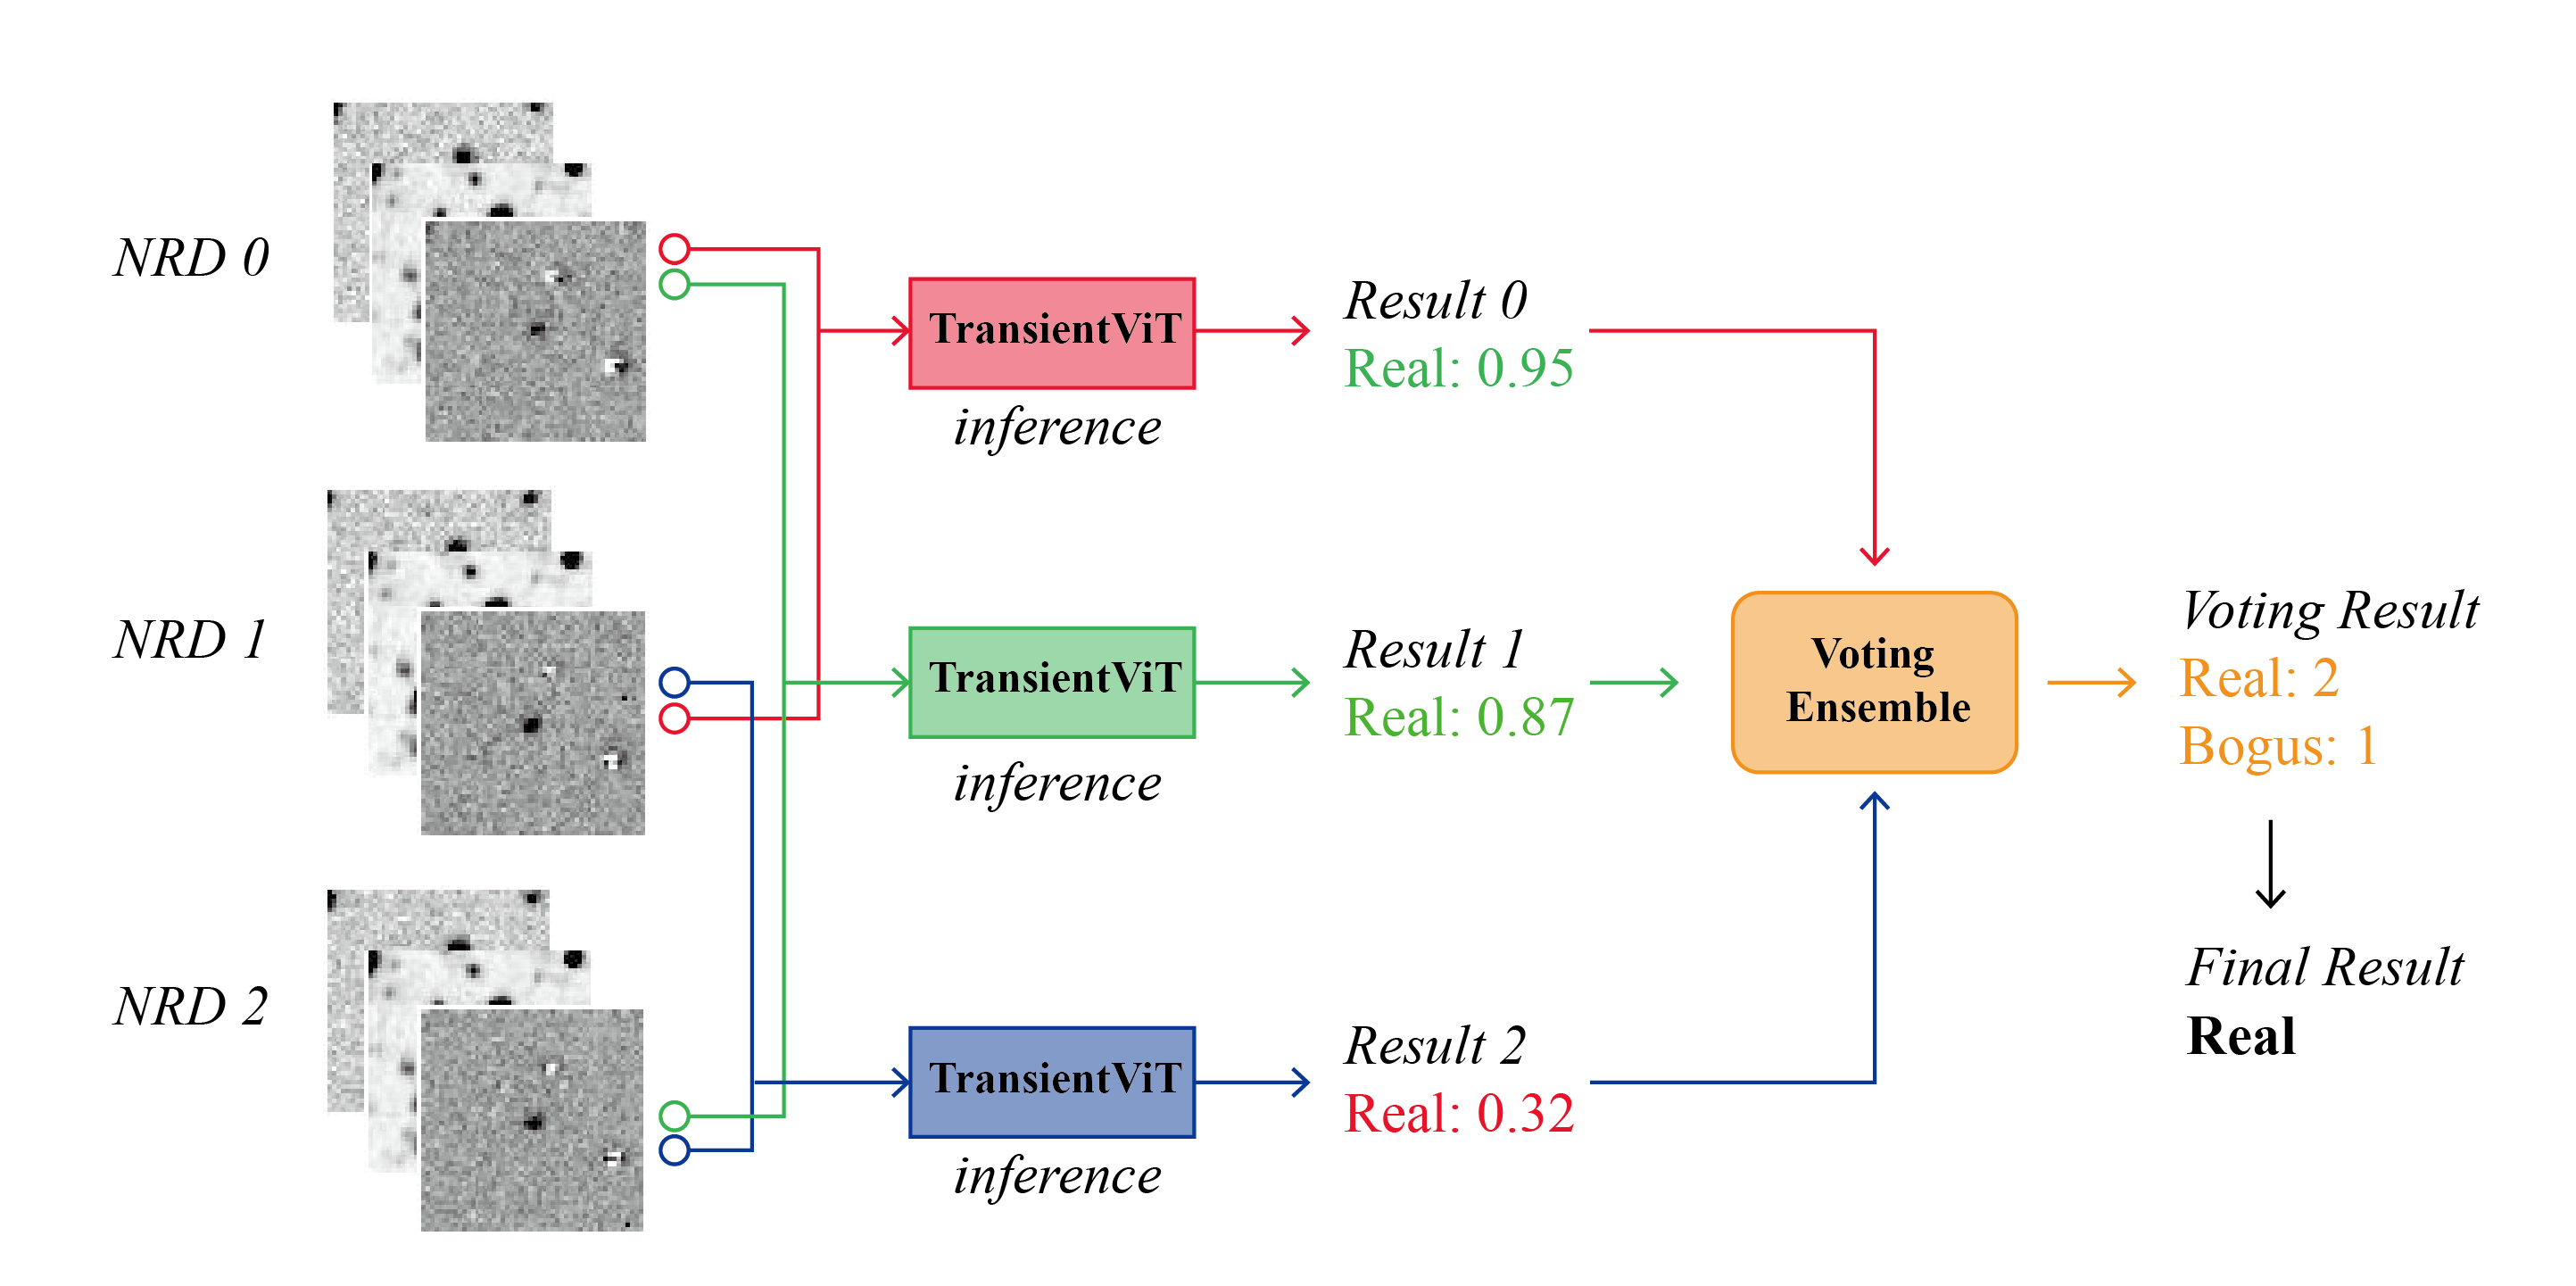 NRD 0
TransientViT
inference
Result 0
Real: 0.95
NRD 1
TransientViT
inference
Result 1
Real: 0.87
Voting
Ensemble
Voting Result
Real: 2
Bogus: 1
NRD 2
TransientViT
inference
Result 2
Real: 0.32
Final Result
Real